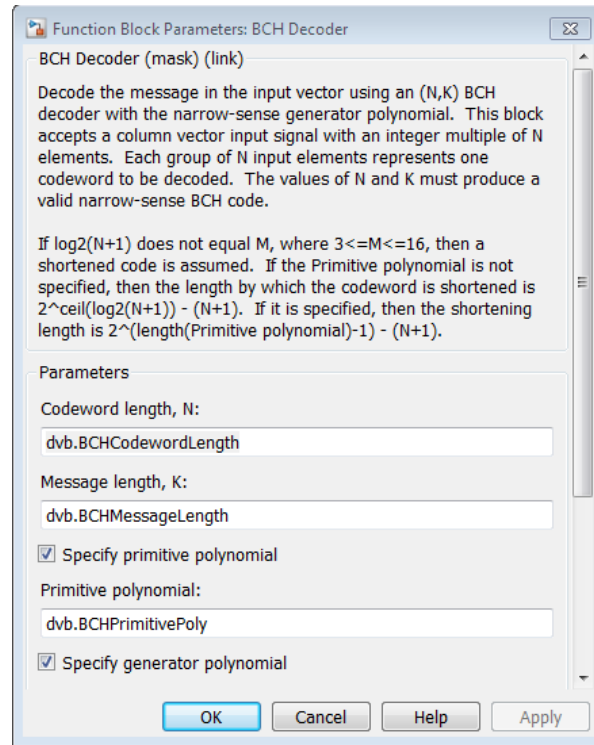 Function Block Parameters: BCH Decoder
BCH Decoder (mask) (link)
Decode the message in the input vector using an (N,K) BCH
decoder with the narrow-sense generator polynomial.  This block
accepts a column vector input signal with an integer multiple of N
elements.  Each group of N input elements represents one
codeword to be decoded.  The values of N and K must produce a
valid narrow-sense BCH code.
If log2(N+1) does not equal M, where 3<=M<=16, then a
shortened code is assumed.  If the Primitive polynomial is not
specified, then the length by which the codeword is shortened is
2^ceil(log2(N+1)) - (N+1).  If it is specified, then the shortening
length is 2^(length(Primitive polynomial)-1) - (N+1).
Parameters
Codeword length, N:
dvb.BCHCodewordLength
Message length, K:
dvb.BCHMessageLength
Specify primitive polynomial
Primitive polynomial:
dvb.BCHPrimitivePoly
Specify generator polynomial
OK Cancel Help Apply